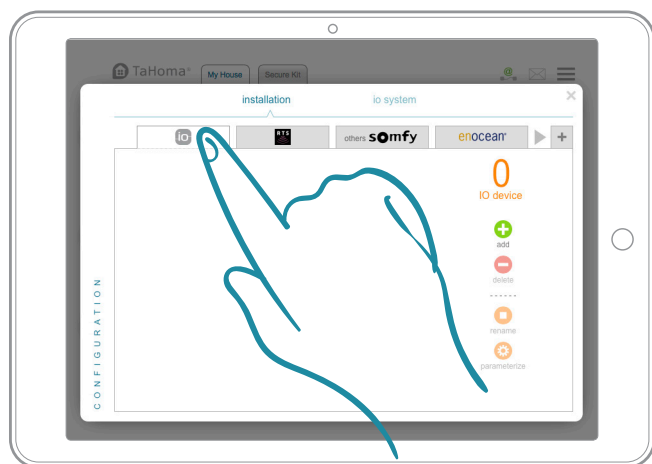 TaHoma®
My House
Secure Kit
@
installation
io system
×
io
RTS
others somfy
enocean®
+
0
IO device
add
delete
rename
parameterize
CONFIGURATION